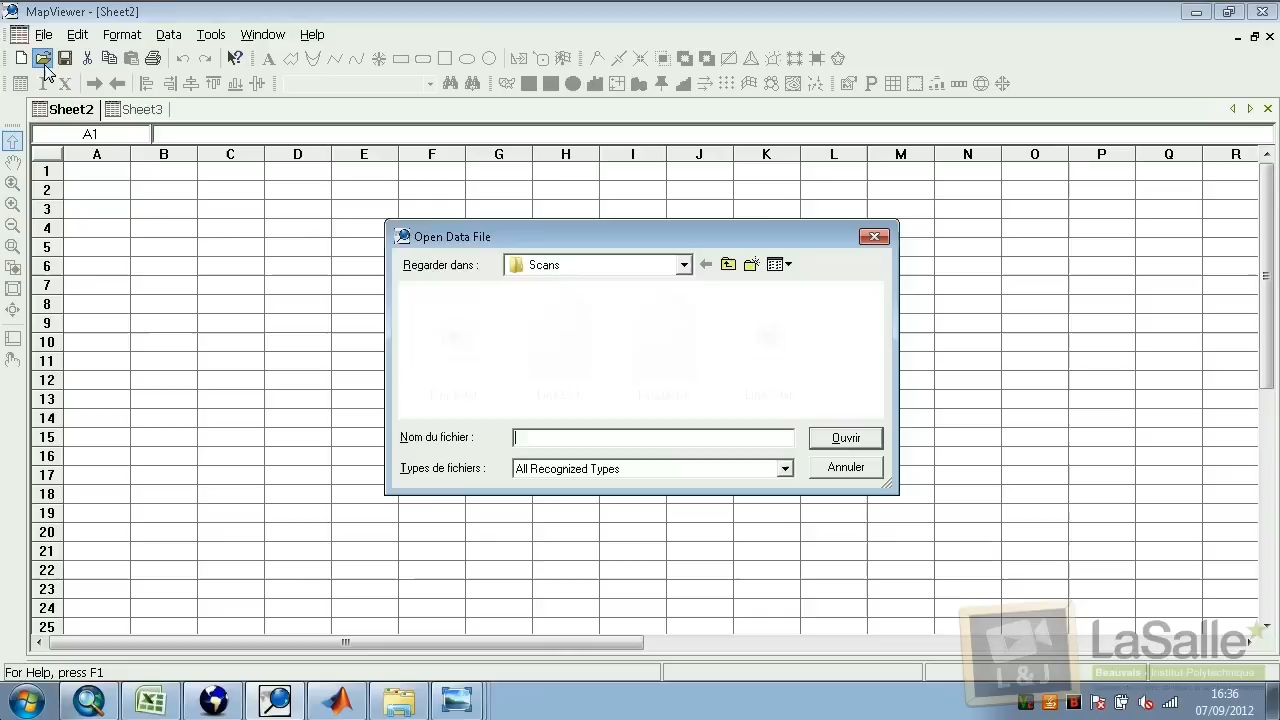 MapViewer - [Sheet2]
File Edit Format Data Tools Window Help
Sheet2 Sheet3
A1
A B C D E F G H I J K L M N O P Q R
1
2
3
4
5
6
7
8
9
10
11
12
13
14
15
16
17
18
19
20
21
22
23
24
25
Open Data File
Regarder dans : Scans
Nom du fichier : Ouvrir
Types de fichiers : All Recognized Types Annuler
LaSalle
L & J
Beauvais Institut Polytechnique
For Help, press F1
16:36
07/09/2012